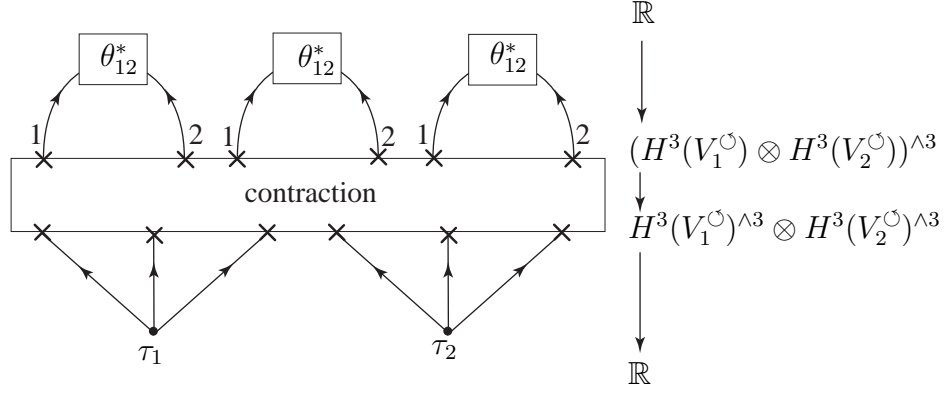 ℝ
θ*₁₂ θ*₁₂ θ*₁₂
1 2 1 2 1 2
(H³(V₁^↺) ⊗ H³(V₂^↺))^∧3
contraction
H³(V₁^↺)^∧3 ⊗ H³(V₂^↺)^∧3
τ₁ τ₂
ℝ